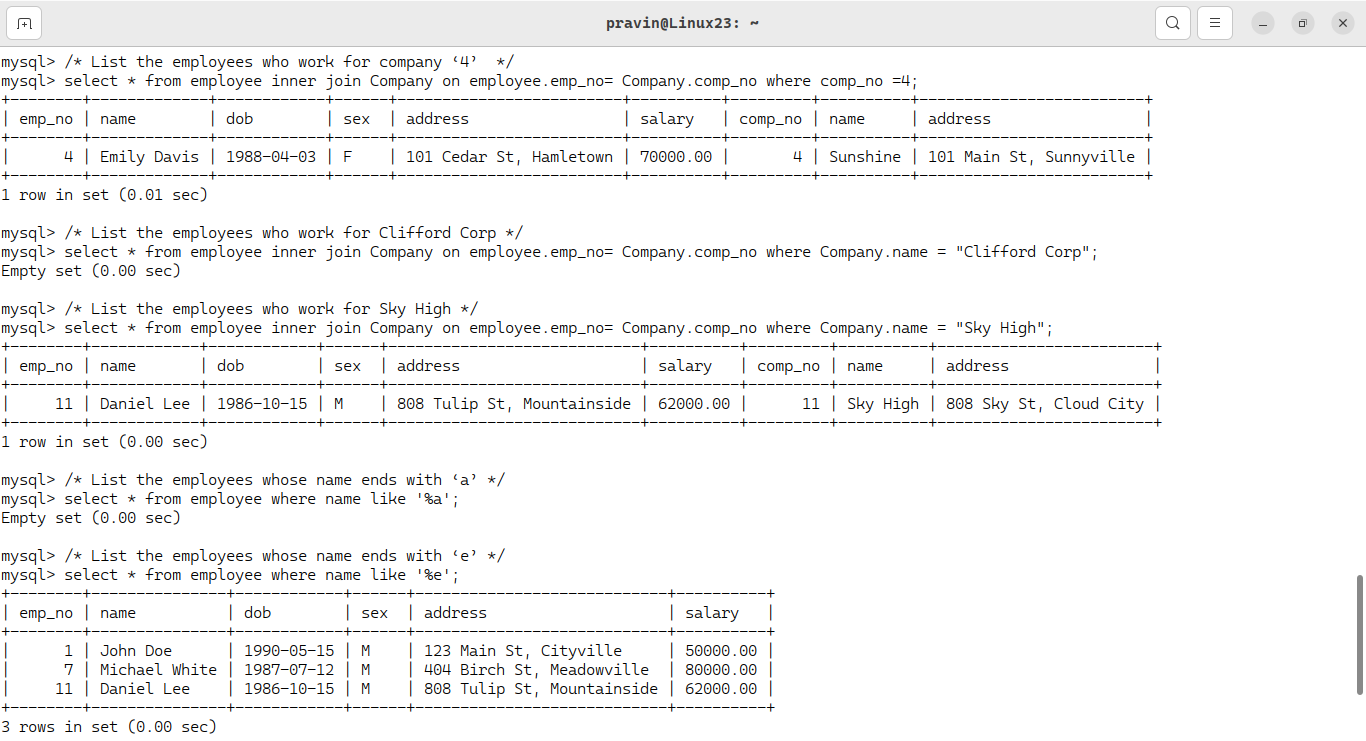 pravin@Linux23: ~
mysql> /* List the employees who work for company ‘4’  */
mysql> select * from employee inner join Company on employee.emp_no= Company.comp_no where comp_no =4;
+--------+-------------+------------+------+-------------------------+----------+---------+----------+-------------------------+
| emp_no | name        | dob        | sex  | address                 | salary   | comp_no | name     | address                 |
+--------+-------------+------------+------+-------------------------+----------+---------+----------+-------------------------+
|      4 | Emily Davis | 1988-04-03 | F    | 101 Cedar St, Hamletown | 70000.00 |       4 | Sunshine | 101 Main St, Sunnyville |
+--------+-------------+------------+------+-------------------------+----------+---------+----------+-------------------------+
1 row in set (0.01 sec)
mysql> /* List the employees who work for Clifford Corp */
mysql> select * from employee inner join Company on employee.emp_no= Company.comp_no where Company.name = "Clifford Corp";
Empty set (0.00 sec)
mysql> /* List the employees who work for Sky High */
mysql> select * from employee inner join Company on employee.emp_no= Company.comp_no where Company.name = "Sky High";
+--------+------------+------------+------+---------------------------+----------+---------+----------+------------------------+
| emp_no | name       | dob        | sex  | address                   | salary   | comp_no | name     | address                |
+--------+------------+------------+------+---------------------------+----------+---------+----------+------------------------+
|     11 | Daniel Lee | 1986-10-15 | M    | 808 Tulip St, Mountainside | 62000.00 |      11 | Sky High | 808 Sky St, Cloud City |
+--------+------------+------------+------+---------------------------+----------+---------+----------+------------------------+
1 row in set (0.00 sec)
mysql> /* List the employees whose name ends with ‘a’ */
mysql> select * from employee where name like '%a';
Empty set (0.00 sec)
mysql> /* List the employees whose name ends with ‘e’ */
mysql> select * from employee where name like '%e';
+--------+---------------+------------+------+----------------------------+----------+
| emp_no | name          | dob        | sex  | address                    | salary   |
+--------+---------------+------------+------+----------------------------+----------+
|      1 | John Doe      | 1990-05-15 | M    | 123 Main St, Cityville     | 50000.00 |
|      7 | Michael White | 1987-07-12 | M    | 404 Birch St, Meadowville  | 80000.00 |
|     11 | Daniel Lee    | 1986-10-15 | M    | 808 Tulip St, Mountainside | 62000.00 |
+--------+---------------+------------+------+----------------------------+----------+
3 rows in set (0.00 sec)